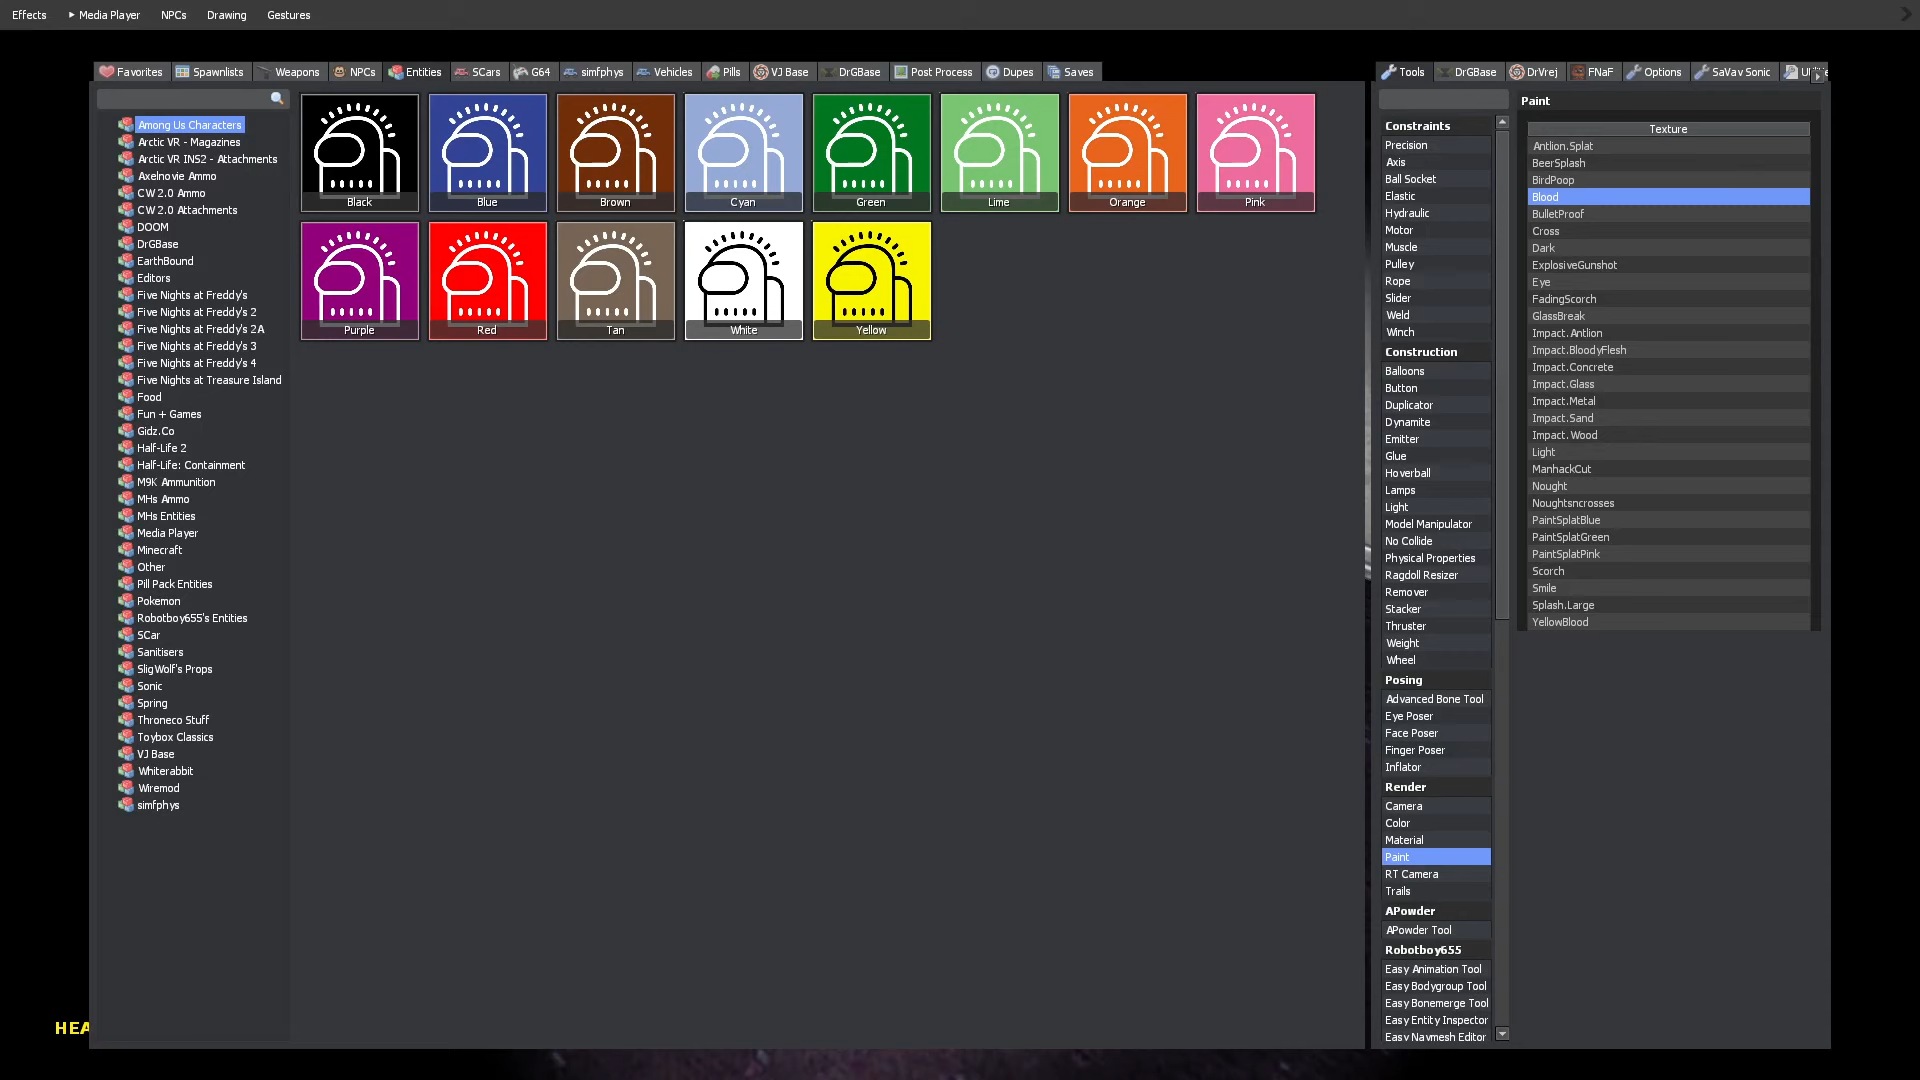 Effects
Media Player
NPCs
Drawing
Gestures
Favorites
Spawnlists
Weapons
NPCs
Entities
SCars
G64
simfphys
Vehicles
Pills
VJ Base
DrGBase
Post Process
Dupes
Saves
Among Us Characters
Arctic VR - Magazines
Arctic VR INS2 - Attachments
Axelnovie Ammo
CW 2.0 Ammo
CW 2.0 Attachments
DOOM
DrGBase
EarthBound
Editors
Five Nights at Freddy's
Five Nights at Freddy's 2
Five Nights at Freddy's 2A
Five Nights at Freddy's 3
Five Nights at Freddy's 4
Five Nights at Treasure Island
Food
Fun + Games
Gidz.Co
Half-Life 2
Half-Life: Containment
M9K Ammunition
MHs Ammo
MHs Entities
Media Player
Minecraft
Other
Pill Pack Entities
Pokemon
Robotboy655's Entities
SCar
Sanitisers
SligWolf's Props
Sonic
Spring
Throneco Stuff
Toybox Classics
VJ Base
Whiterabbit
Wiremod
simfphys
Black
Blue
Brown
Cyan
Green
Lime
Orange
Pink
Purple
Red
Tan
White
Yellow
Tools
DrGBase
DrVrej
FNaF
Options
SaVav Sonic
Constraints
Precision
Axis
Ball Socket
Elastic
Hydraulic
Motor
Muscle
Pulley
Rope
Slider
Weld
Winch
Construction
Balloons
Button
Duplicator
Dynamite
Emitter
Glue
Hoverball
Lamps
Light
Model Manipulator
No Collide
Physical Properties
Ragdoll Resizer
Remover
Stacker
Thruster
Weight
Wheel
Posing
Advanced Bone Tool
Eye Poser
Face Poser
Finger Poser
Inflator
Render
Camera
Color
Material
Paint
RT Camera
Trails
APowder
APowder Tool
Robotboy655
Easy Animation Tool
Easy Bodygroup Tool
Easy Bonemerge Tool
Easy Entity Inspector
Easy Navmesh Editor
Paint
Texture
Antlion.Splat
BeerSplash
BirdPoop
Blood
BulletProof
Cross
Dark
ExplosiveGunshot
Eye
FadingScorch
GlassBreak
Impact.Antlion
Impact.BloodyFlesh
Impact.Concrete
Impact.Glass
Impact.Metal
Impact.Sand
Impact.Wood
Light
ManhackCut
Nought
Noughtsncrosses
PaintSplatBlue
PaintSplatGreen
PaintSplatPink
Scorch
Smile
Splash.Large
YellowBlood
HEA